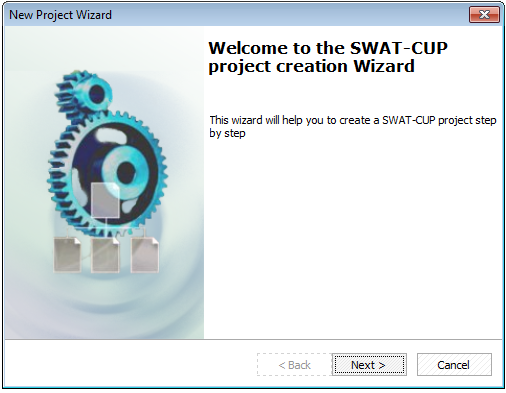 New Project Wizard
Welcome to the SWAT-CUP
project creation Wizard
This wizard will help you to create a SWAT-CUP project step
by step
< Back
Next >
Cancel